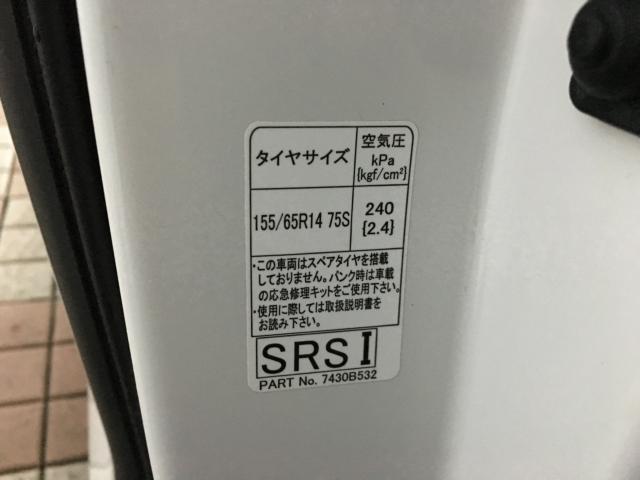 タイヤサイズ
空気圧
kPa
{kgf/cm²}
155/65R14 75S
240
{2.4}
・この車両はスペアタイヤを搭載
しておりません。パンク時は車載
の応急修理キットをご使用下さい。
・使用に際しては取扱説明書を
お読み下さい。
SRS I
PART No. 7430B532